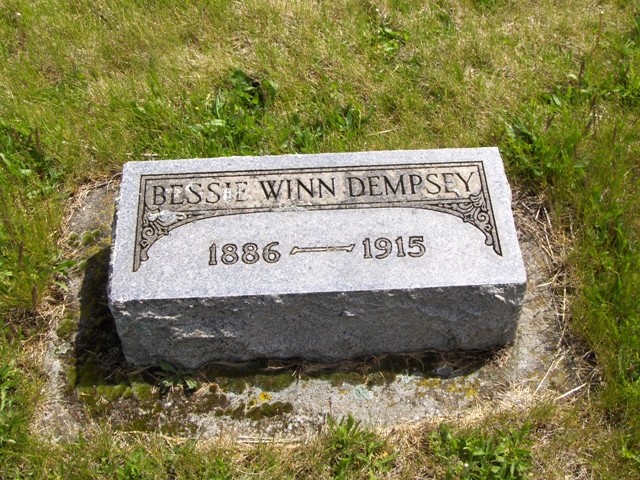 BESSIE WINN DEMPSEY
1886 — 1915